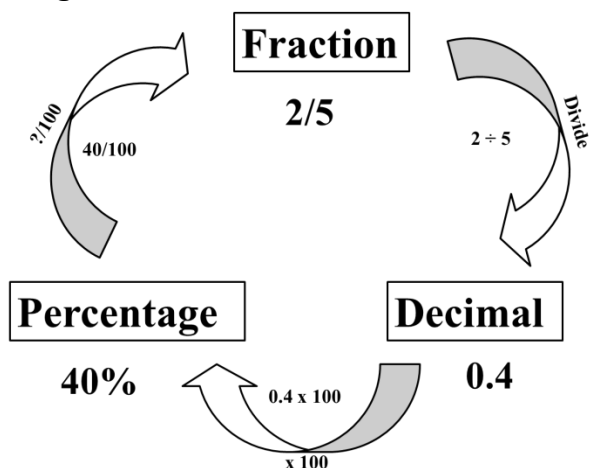 Fraction
2/5
Divide
2 ÷ 5
?/100
40/100
Percentage
40%
Decimal
0.4
0.4 x 100
x 100